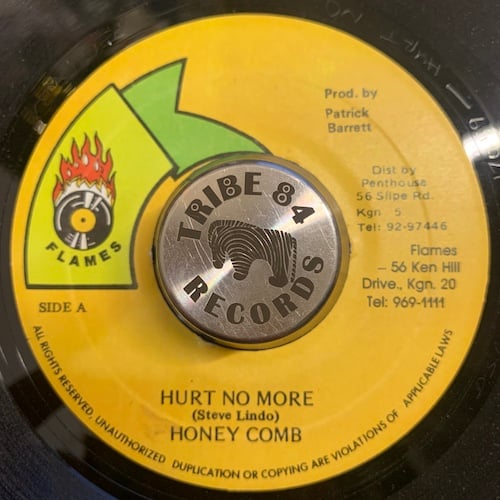 Prod. by
Patrick
Barrett
Dist by
Penthouse
56 Slipe Rd.
Kgn 5
Tel: 92-97446
Flames
- 56 Ken Hill
Drive., Kgn. 20
Tel: 969-1111
FLAMES
TRIBE 84
RECORDS
SIDE A
HURT NO MORE
(Steve Lindo)
HONEY COMB
ALL RIGHTS RESERVED, UNAUTHORIZED DUPLICATION OR COPYING ARE VIOLATIONS OF APPLICABLE LAWS